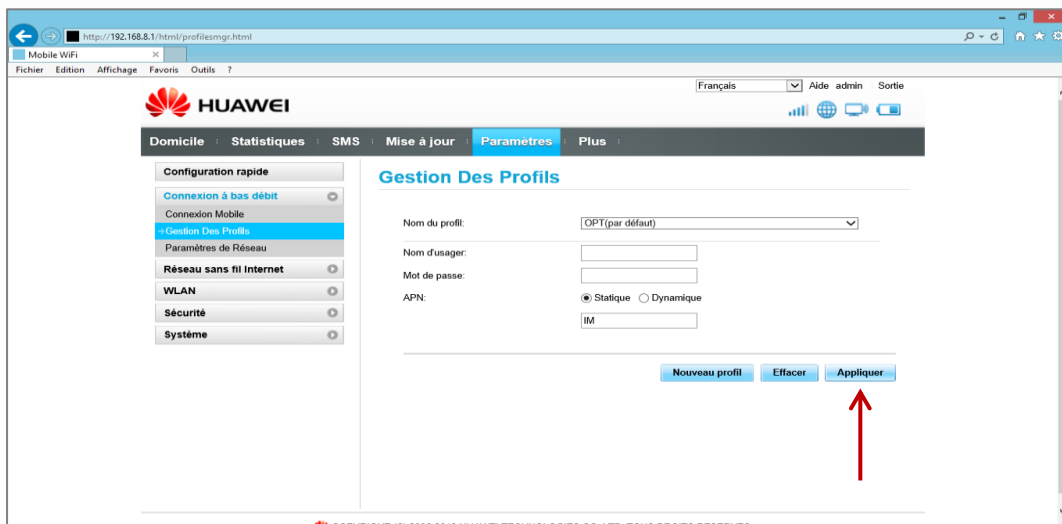 http://192.168.8.1/html/profilesmgr.html
Mobile WiFi
Fichier Edition Affichage Favoris Outils ?
Français Aide admin Sortie
HUAWEI
Domicile Statistiques SMS Mise à jour Paramètres Plus
Configuration rapide
Gestion Des Profils
Connexion à bas débit
Connexion Mobile
Gestion Des Profils
Paramètres de Réseau
Réseau sans fil Internet
WLAN
Sécurité
Système
Nom du profil: OPT(par défaut)
Nom d'usager:
Mot de passe:
APN: Statique Dynamique
IM
Nouveau profil Effacer Appliquer